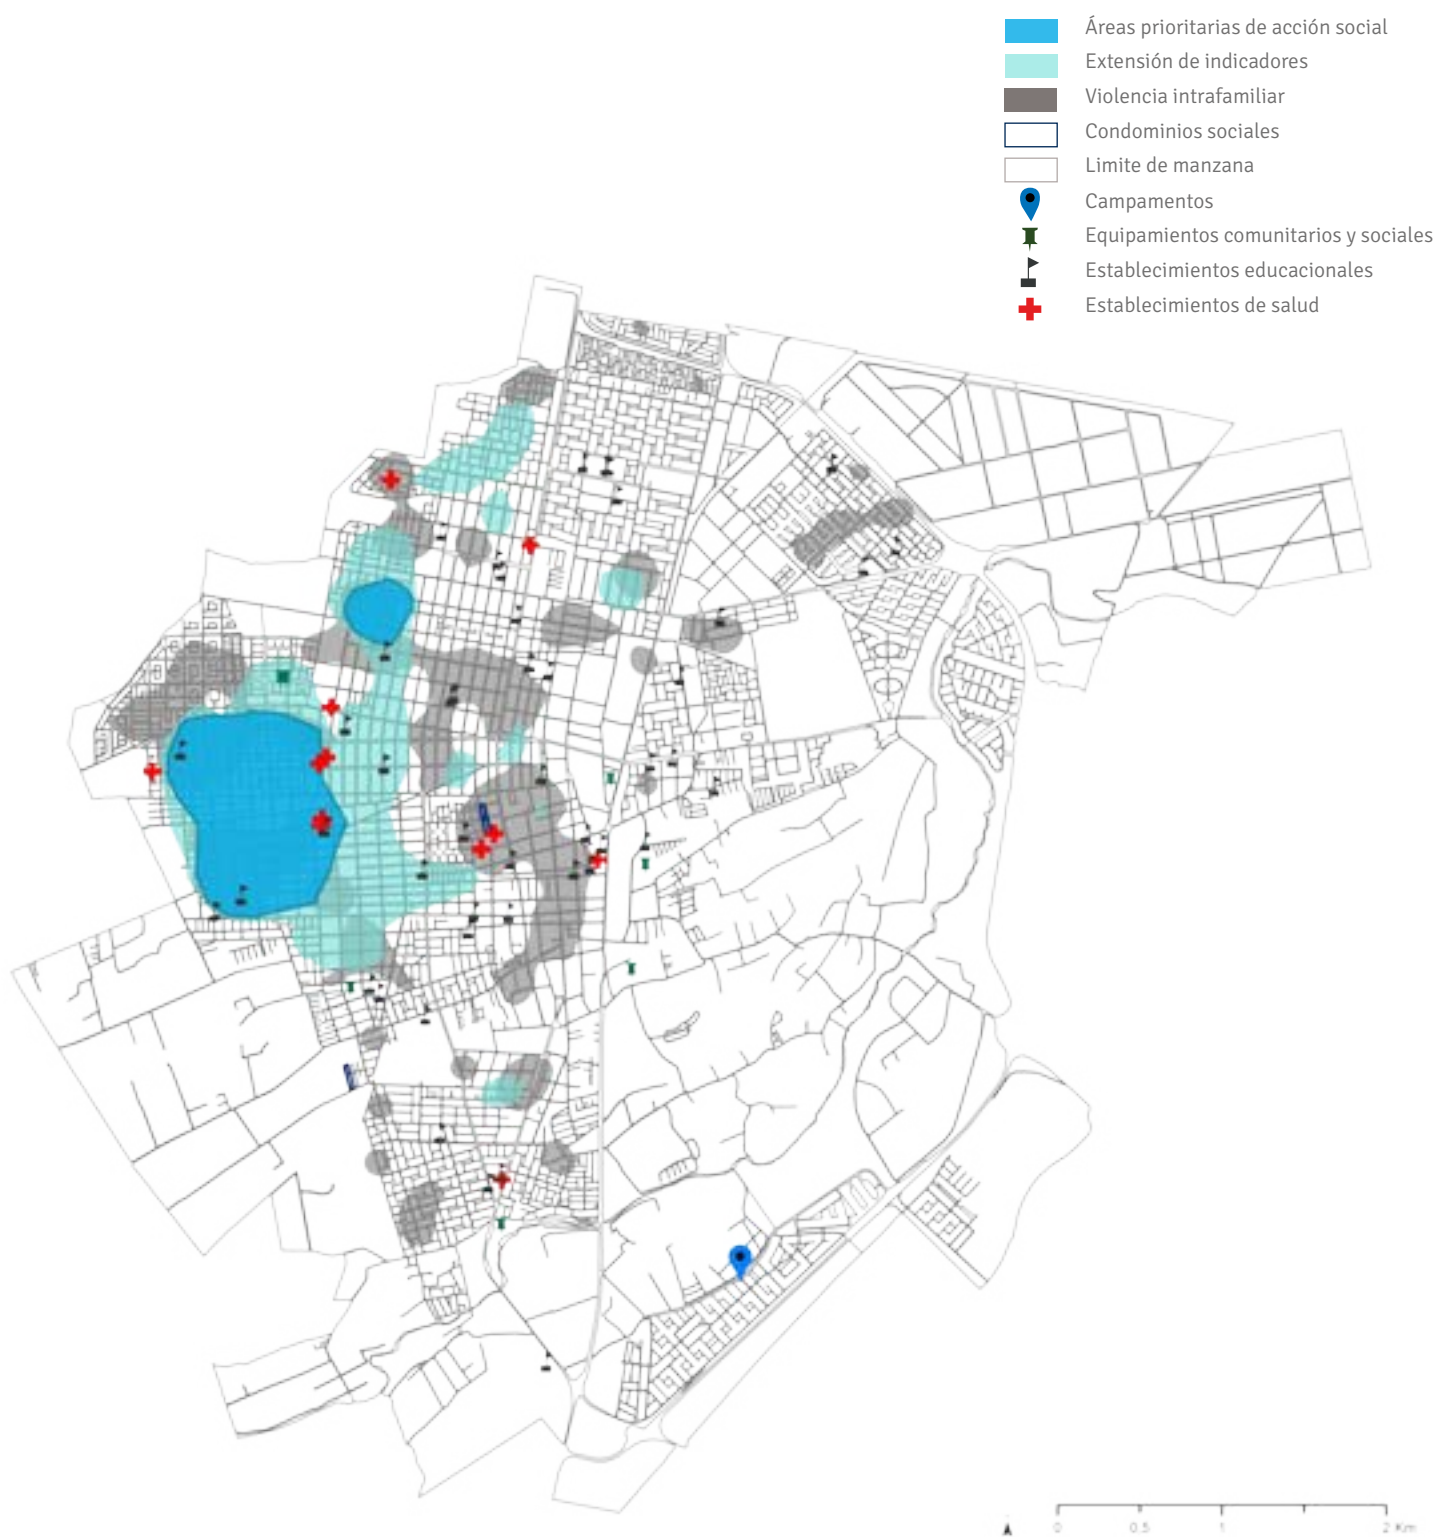 Áreas prioritarias de acción social
Extensión de indicadores
Violencia intrafamiliar
Condominios sociales
Limite de manzana
Campamentos
Equipamientos comunitarios y sociales
Establecimientos educacionales
Establecimientos de salud
0 0.5 1 2 Km